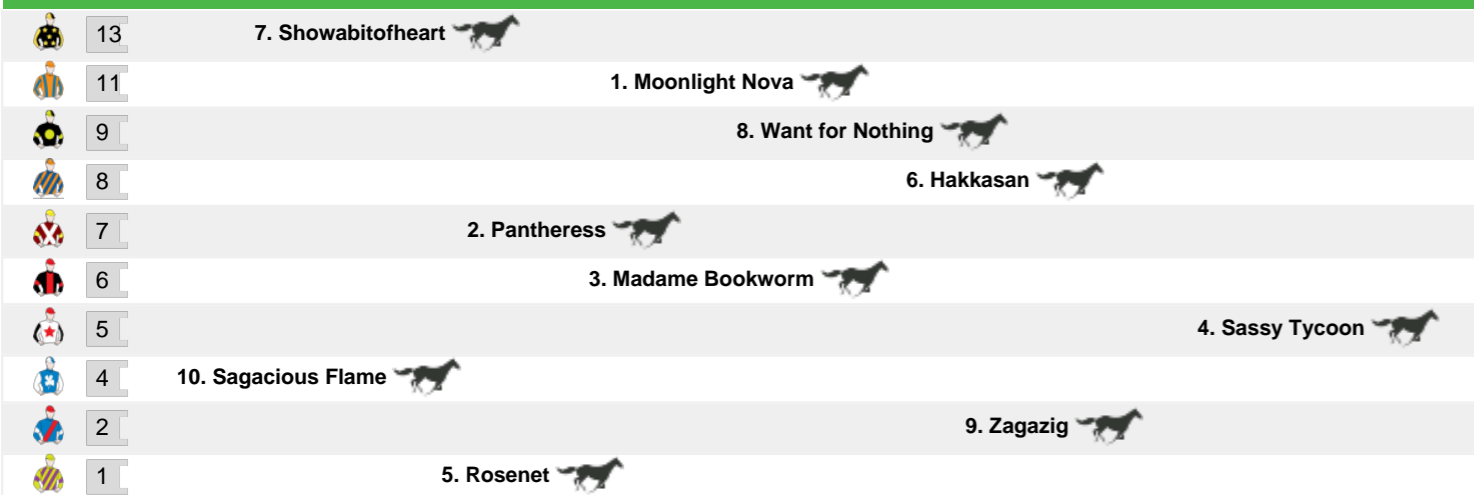 13 7. Showabitofheart
11 1. Moonlight Nova
9 8. Want for Nothing
8 6. Hakkasan
7 2. Pantheress
6 3. Madame Bookworm
5 4. Sassy Tycoon
4 10. Sagacious Flame
2 9. Zagazig
1 5. Rosenet